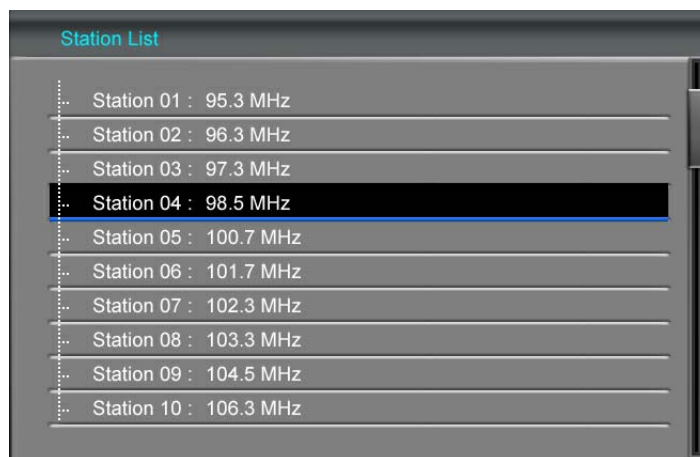 Station List
Station 01 : 95.3 MHz
Station 02 : 96.3 MHz
Station 03 : 97.3 MHz
Station 04 : 98.5 MHz
Station 05 : 100.7 MHz
Station 06 : 101.7 MHz
Station 07 : 102.3 MHz
Station 08 : 103.3 MHz
Station 09 : 104.5 MHz
Station 10 : 106.3 MHz